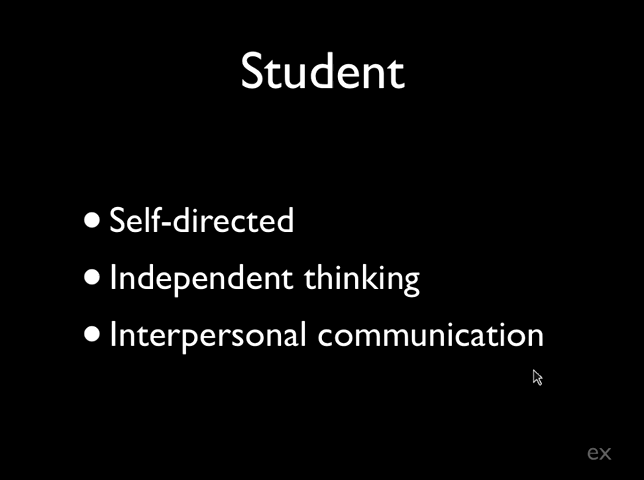 Student
• Self-directed
• Independent thinking
• Interpersonal communication
ex